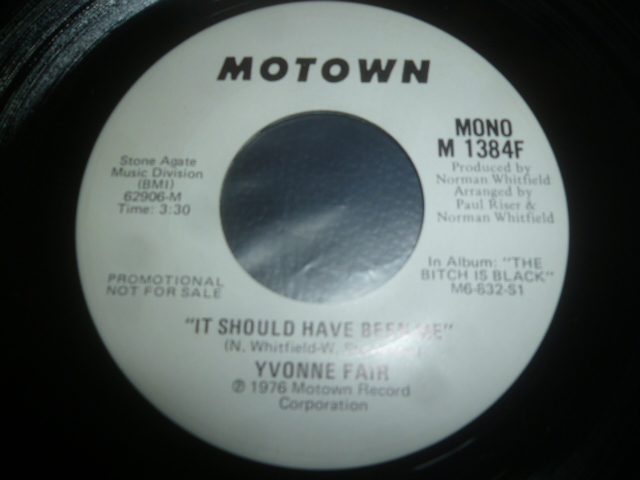 MOTOWN
MONO
M 1384F
Produced by
Norman Whitfield
Arranged by
Paul Riser &
Norman Whitfield
Stone Agate
Music Division
(BMI)
62906-M
Time: 3:30
In Album: "THE
BITCH IS BLACK"
M6-832-S1
PROMOTIONAL
NOT FOR SALE
"IT SHOULD HAVE BEEN ME"
(N. Whitfield-W.
YVONNE FAIR
℗ 1976 Motown Record
Corporation